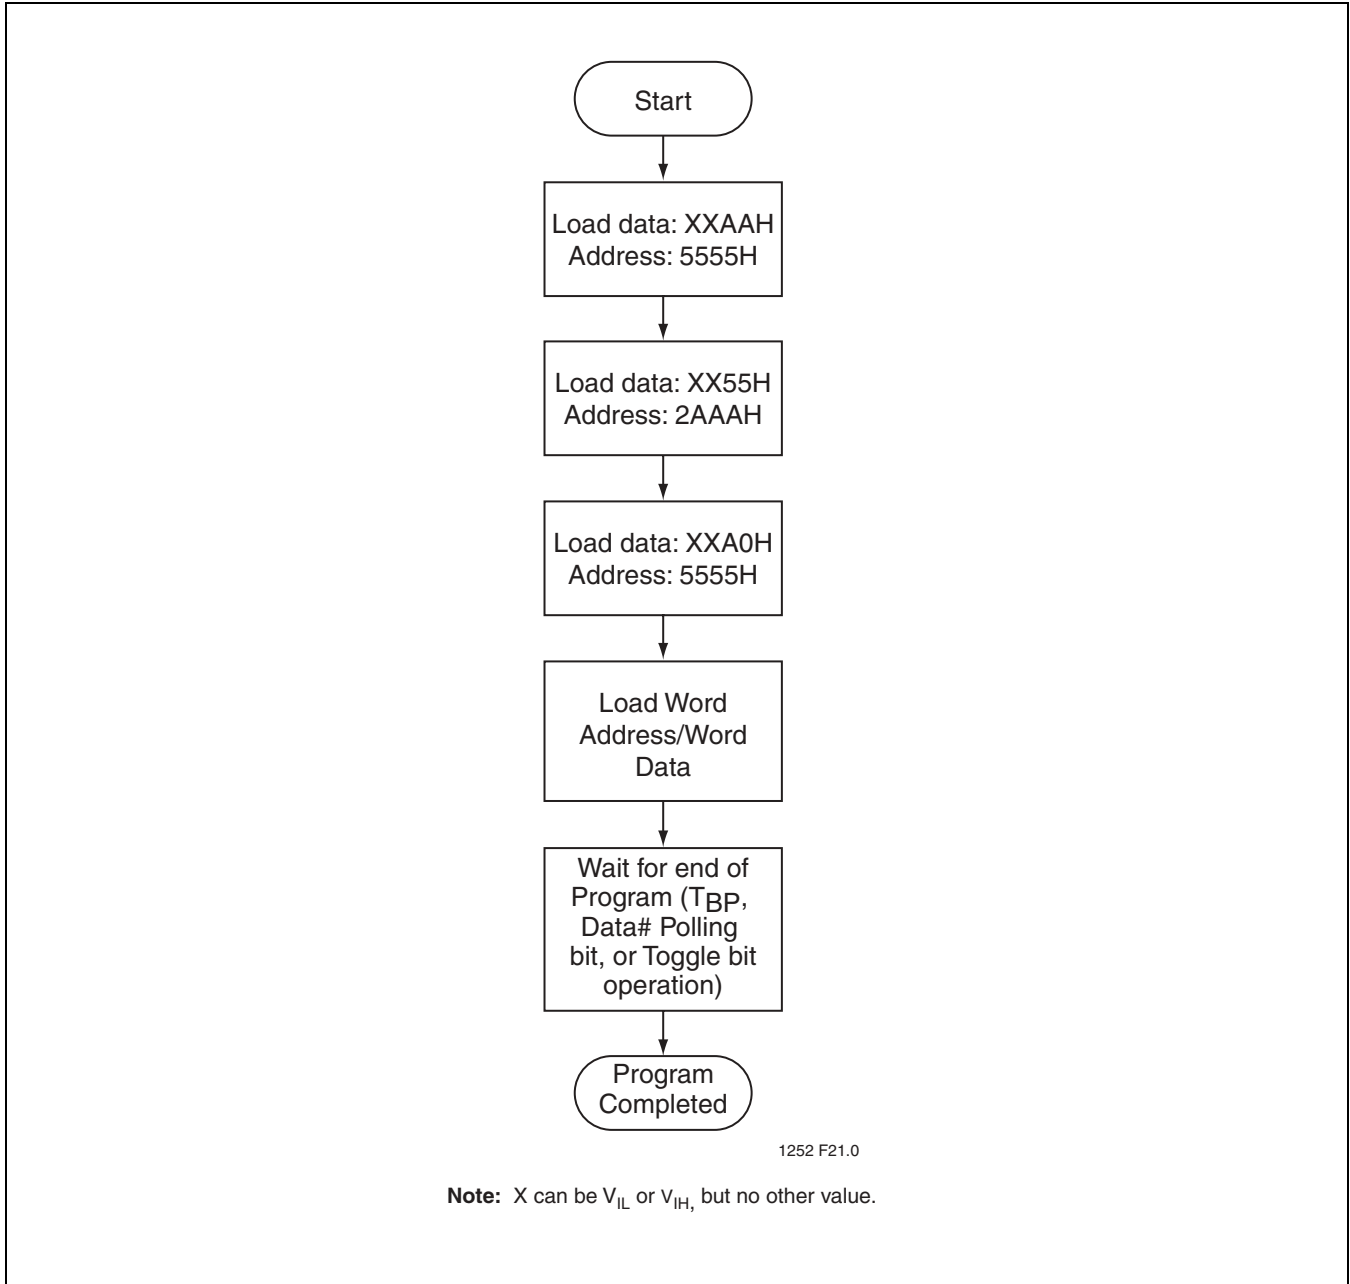 Start
Load data: XXAAH
Address: 5555H
Load data: XX55H
Address: 2AAAH
Load data: XXA0H
Address: 5555H
Load Word
Address/Word
Data
Wait for end of
Program (TBP,
Data# Polling
bit, or Toggle bit
operation)
Program
Completed
1252 F21.0
Note: X can be VIL or VIH, but no other value.